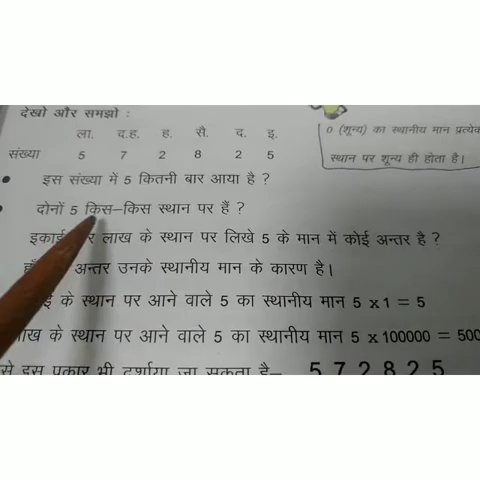 देखो और समझो :
ला. द.ह. ह. सै. द. इ.
संख्या 5 7 2 8 2 5
0 (शून्य) का स्थानीय मान
स्थान पर शून्य ही होता है।
• इस संख्या में 5 कितनी बार आया है ?
• दोनों 5 किस–किस स्थान पर हैं ?
लाख के स्थान पर लिखे 5 के मान में कोई अन्तर है ?
अन्तर उनके स्थानीय मान के कारण है।
के स्थान पर आने वाले 5 का स्थानीय मान 5 x 1 = 5
के स्थान पर आने वाले 5 का स्थानीय मान 5 x 100000 =
इस प्रकार भी दर्शाया जा सकता है– 5 7 2 8 2 5